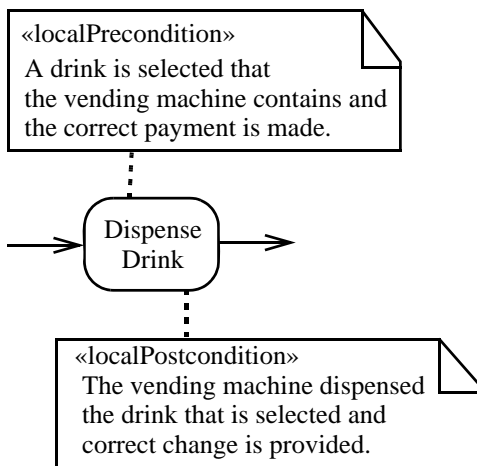 «localPrecondition»
A drink is selected that
the vending machine contains and
the correct payment is made.
Dispense
Drink
«localPostcondition»
The vending machine dispensed
the drink that is selected and
correct change is provided.